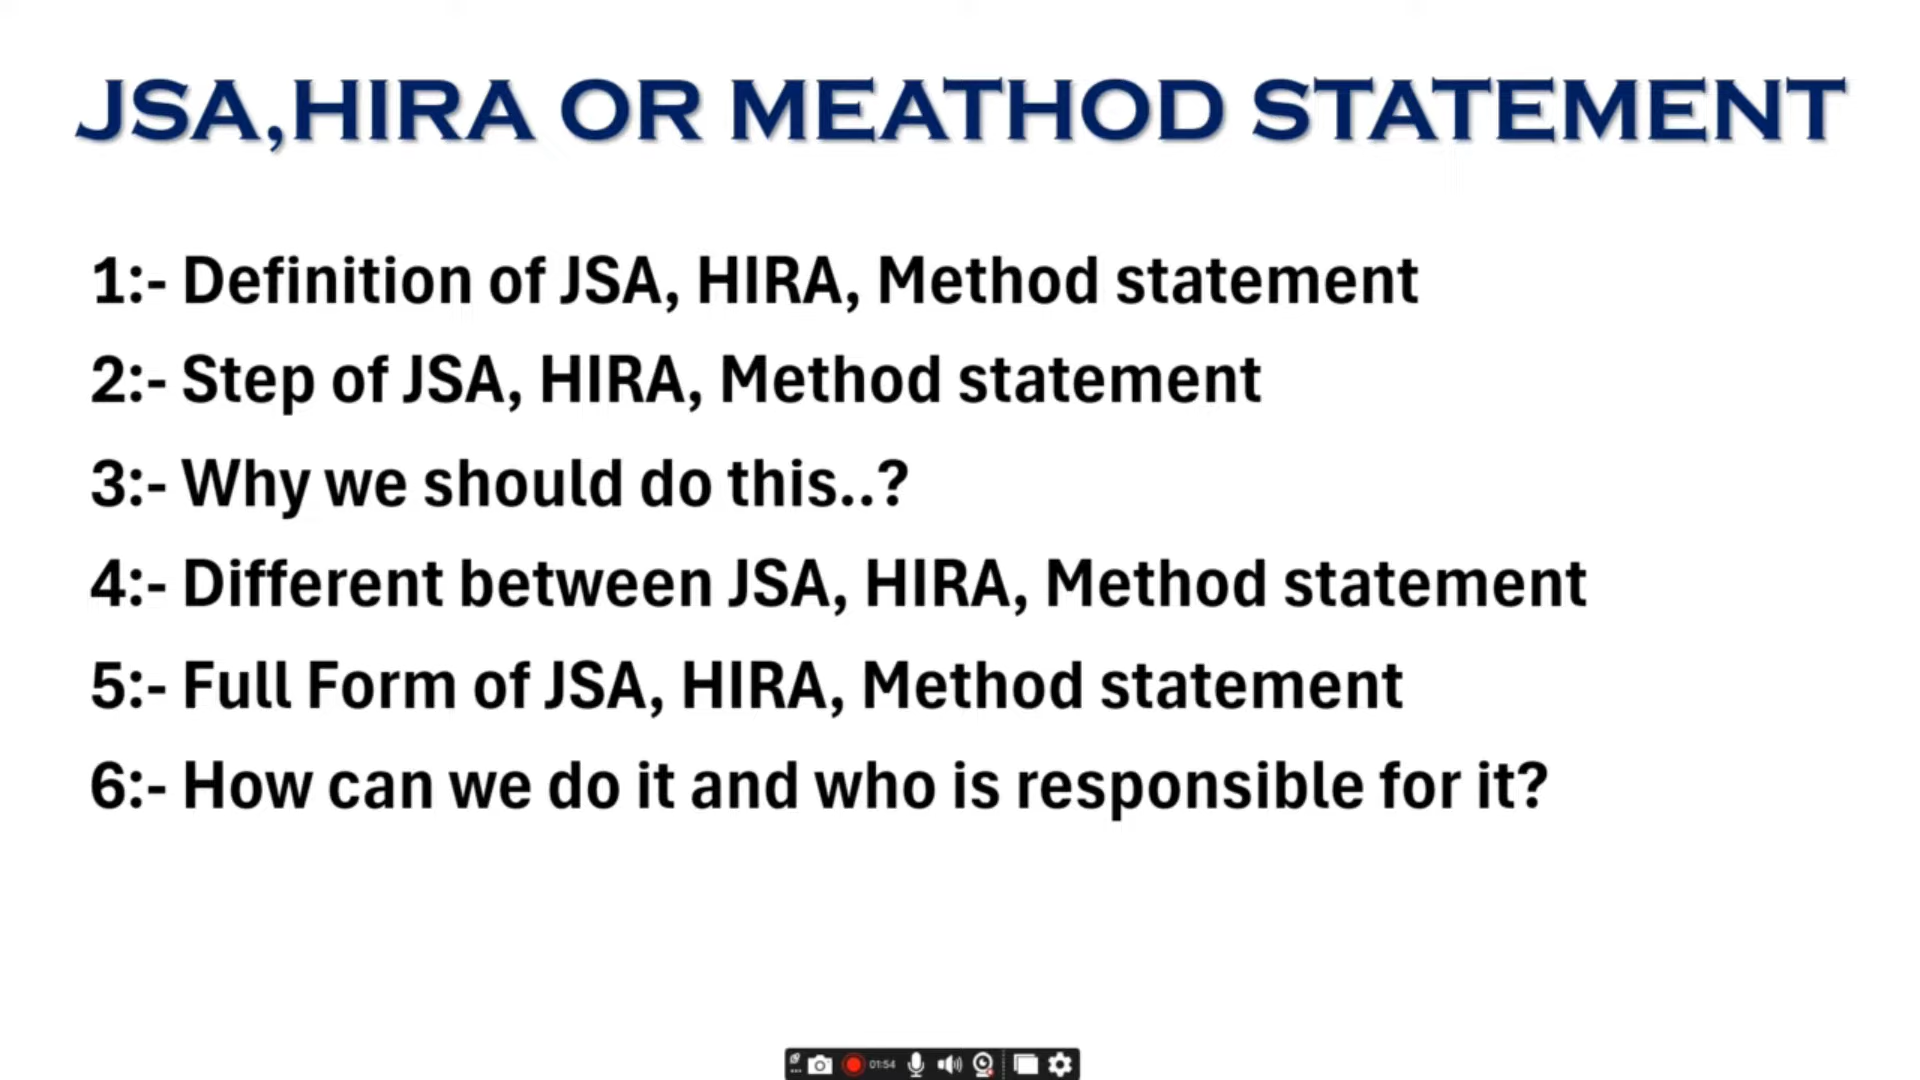 JSA,HIRA OR MEATHOD STATEMENT
1:- Definition of JSA, HIRA, Method statement
2:- Step of JSA, HIRA, Method statement
3:- Why we should do this..?
4:- Different between JSA, HIRA, Method statement
5:- Full Form of JSA, HIRA, Method statement
6:- How can we do it and who is responsible for it?
01:54